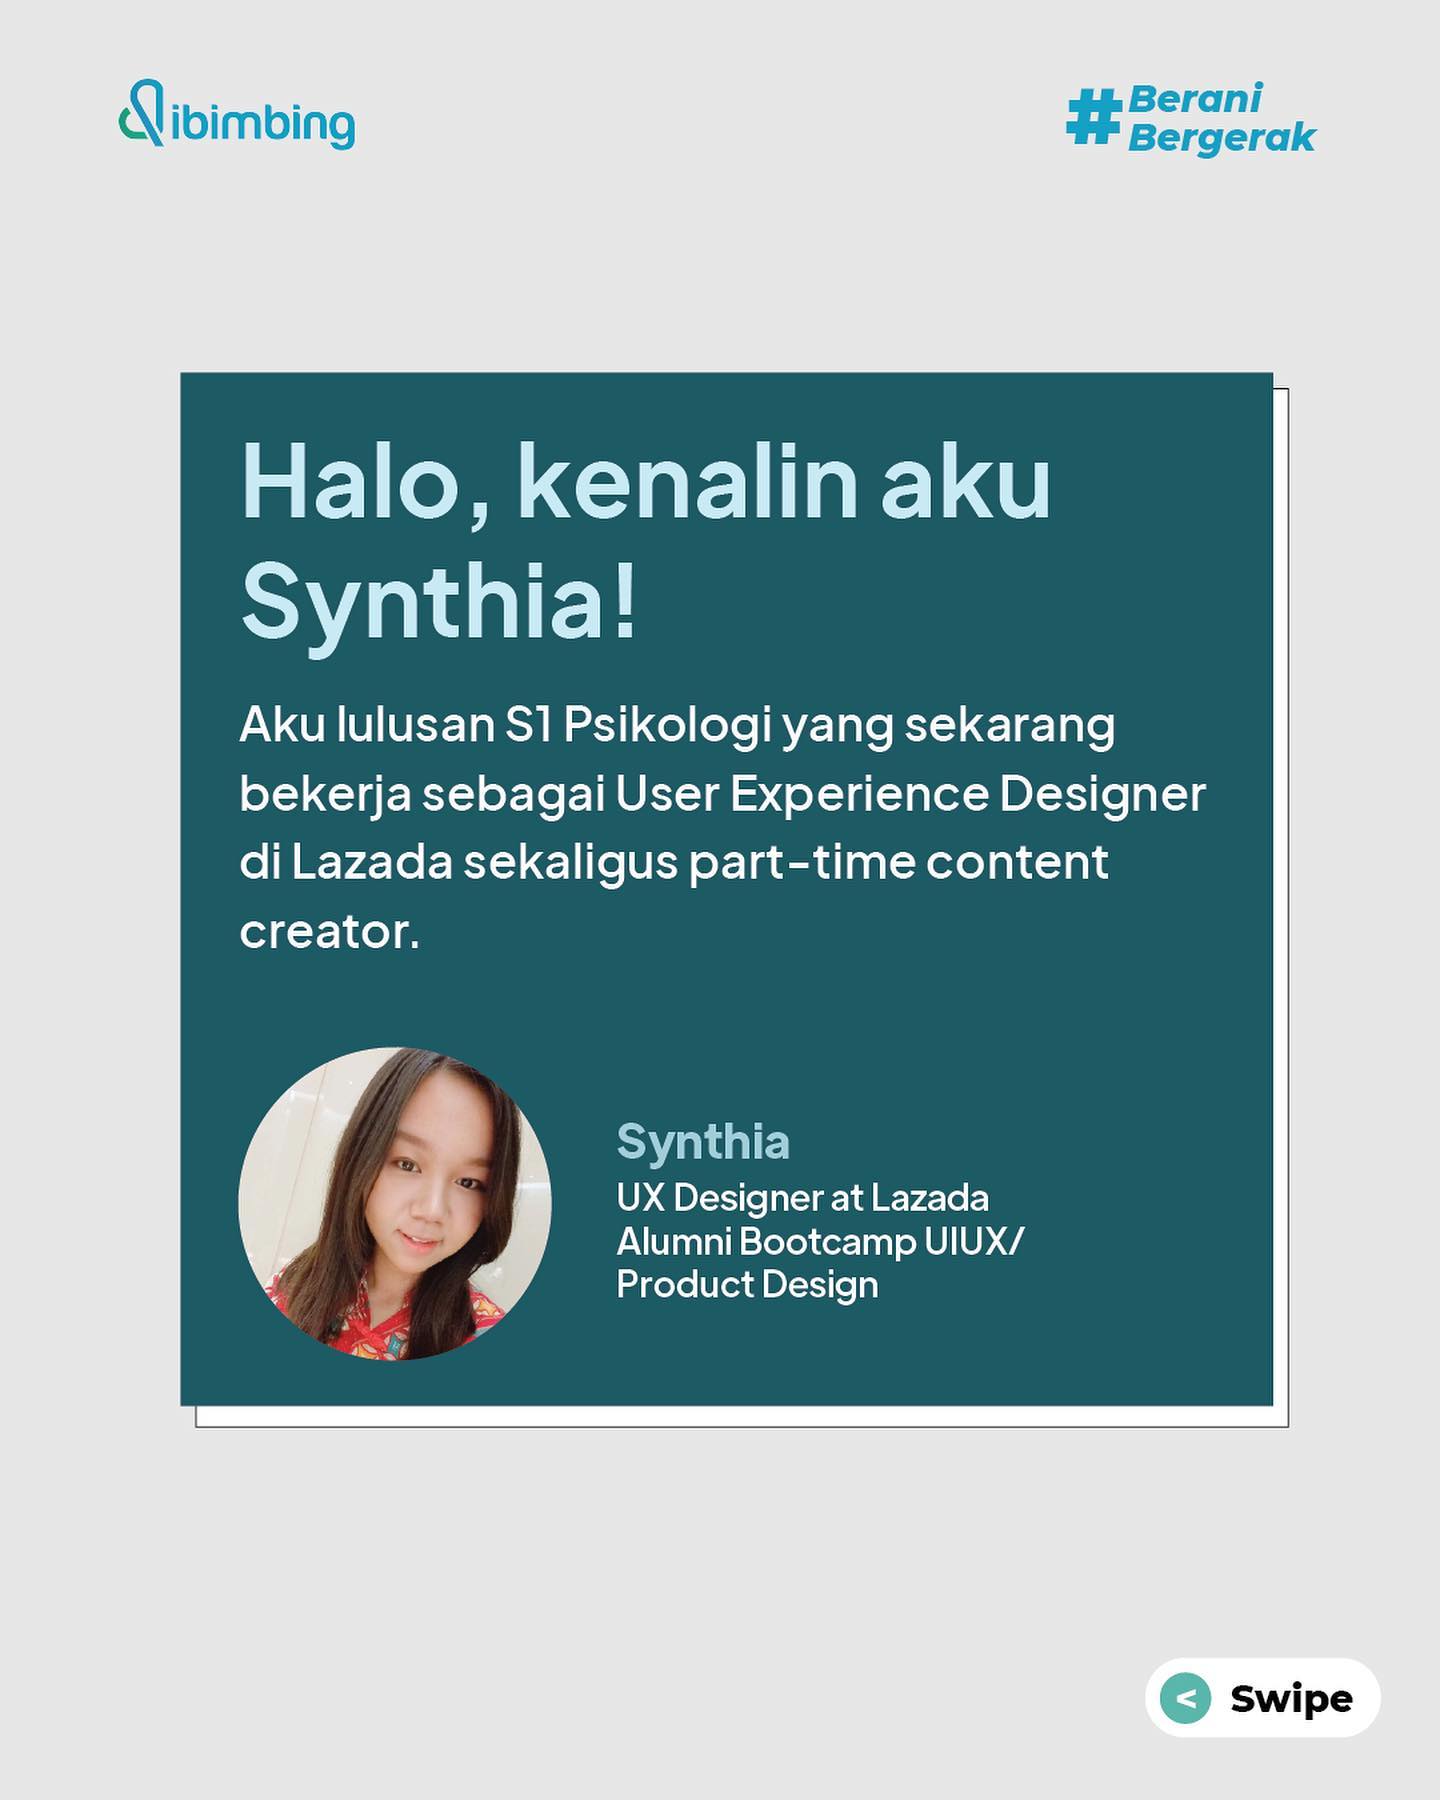 dibimbing
#Berani
Bergerak
Halo, kenalin aku
Synthia!
Aku lulusan S1 Psikologi yang sekarang
bekerja sebagai User Experience Designer
di Lazada sekaligus part-time content
creator.
Synthia
UX Designer at Lazada
Alumni Bootcamp UIUX/
Product Design
< Swipe